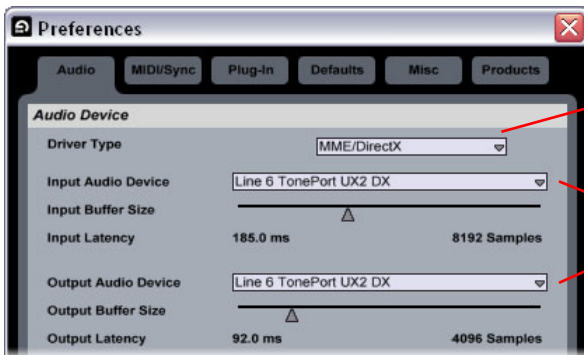 Preferences
Audio MIDI/Sync Plug-In Defaults Misc Products
Audio Device
Driver Type MME/DirectX
Input Audio Device Line 6 TonePort UX2 DX
Input Buffer Size
Input Latency 185.0 ms 8192 Samples
Output Audio Device Line 6 TonePort UX2 DX
Output Buffer Size
Output Latency 92.0 ms 4096 Samples